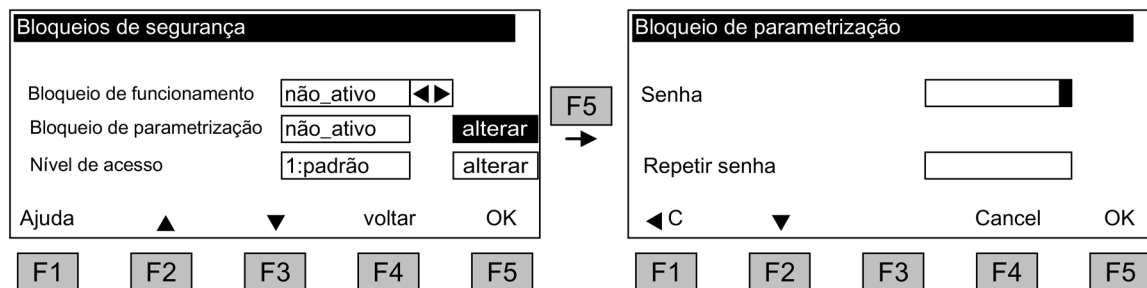 Bloqueios de segurança
Bloqueio de funcionamento não_ativo
Bloqueio de parametrização não_ativo alterar
Nível de acesso 1:padrão alterar
Ajuda voltar OK
F1 F2 F3 F4 F5
F5
Bloqueio de parametrização
Senha
Repetir senha
C Cancel OK
F1 F2 F3 F4 F5